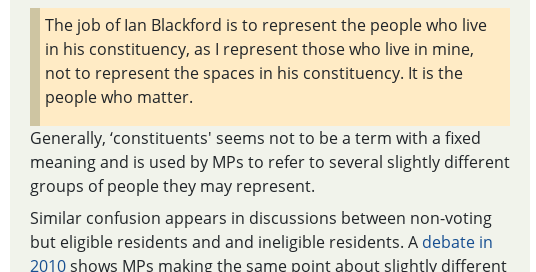 The job of Ian Blackford is to represent the people who live
in his constituency, as I represent those who live in mine,
not to represent the spaces in his constituency. It is the
people who matter.
Generally, ‘constituents' seems not to be a term with a fixed
meaning and is used by MPs to refer to several slightly different
groups of people they may represent.
Similar confusion appears in discussions between non-voting
but eligible residents and and ineligible residents. A debate in
2010 shows MPs making the same point about slightly different